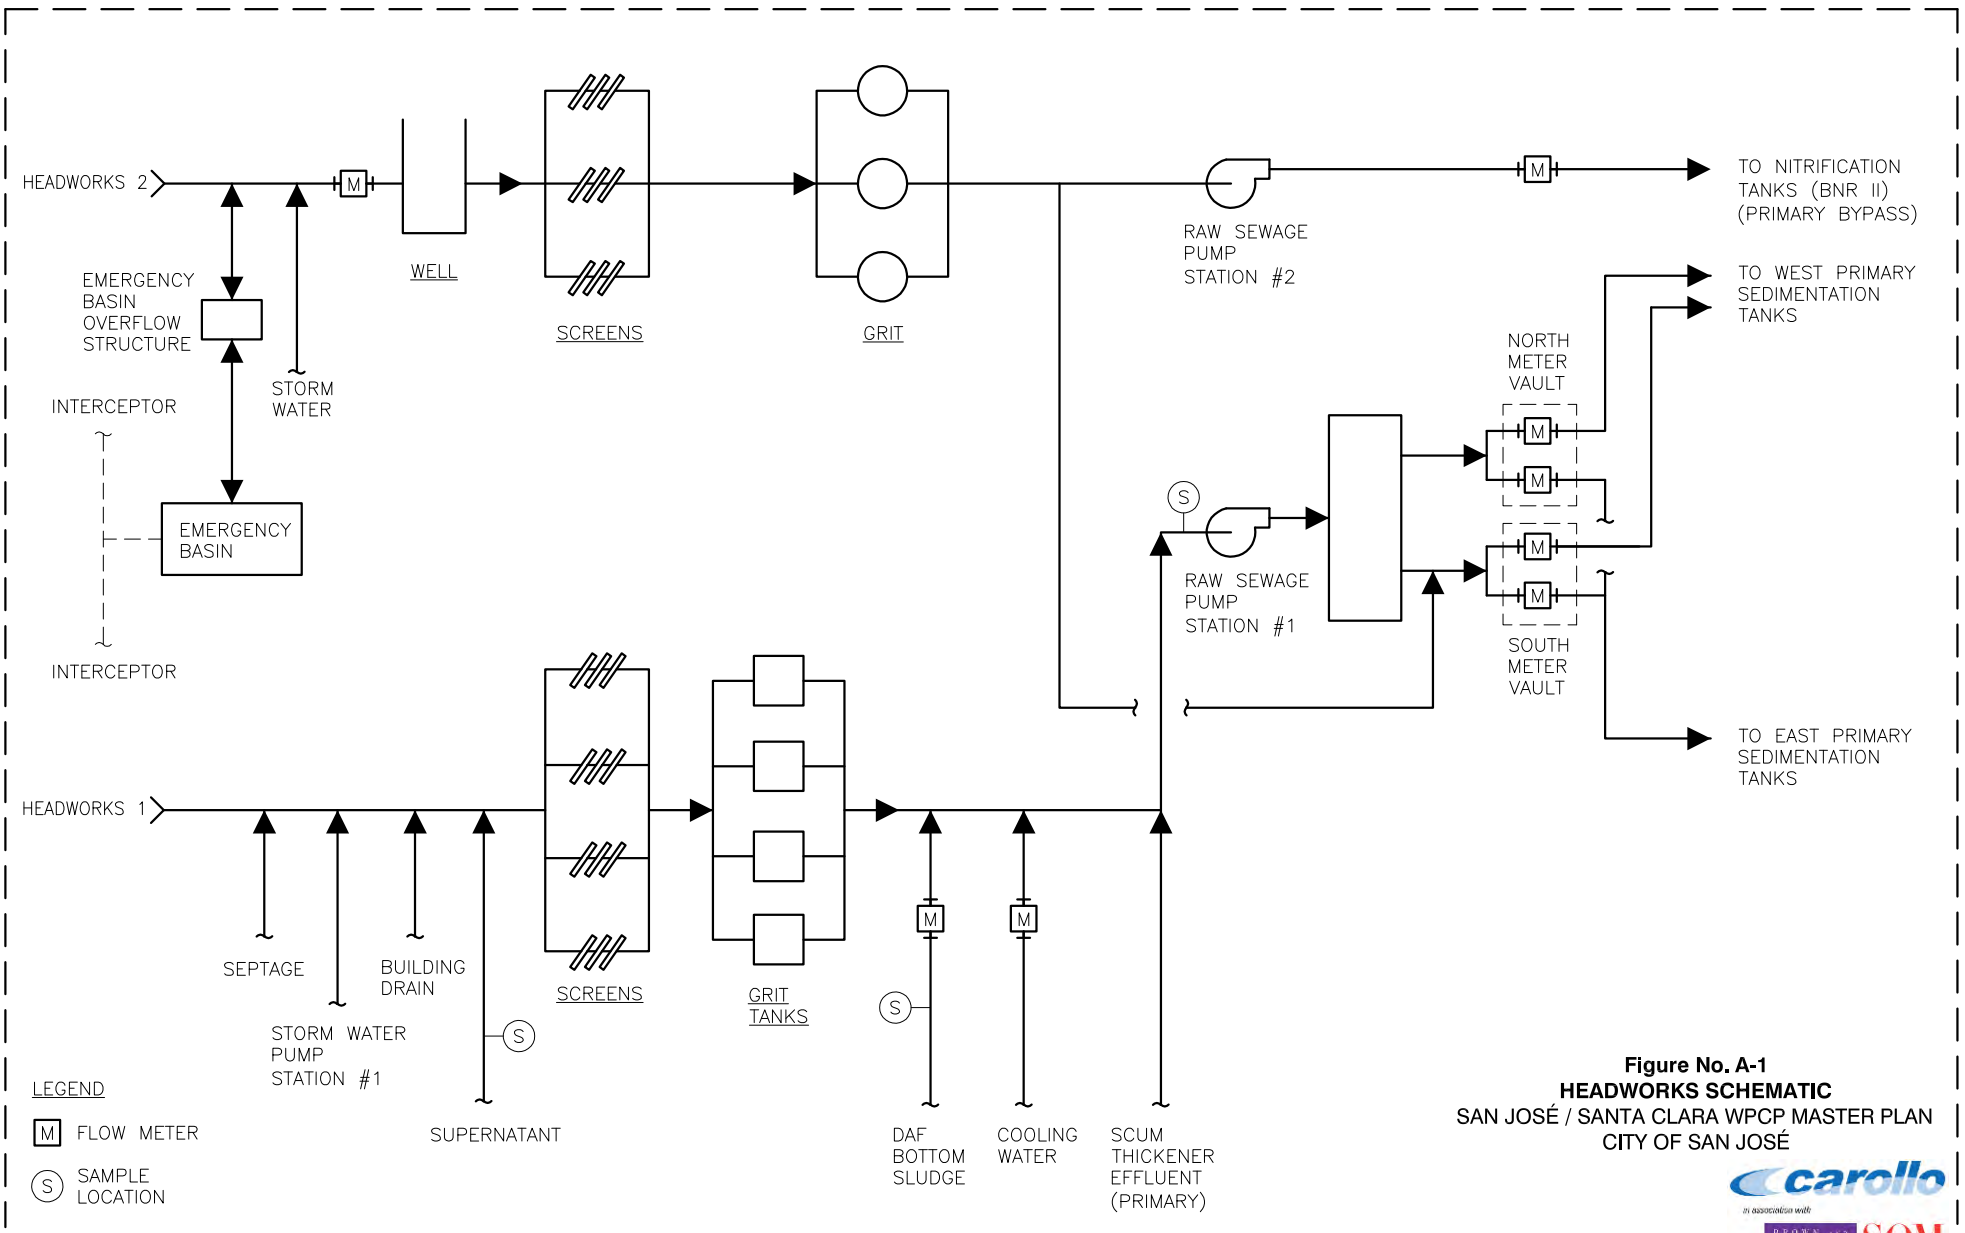 HEADWORKS 2
M
WELL
SCREENS
GRIT
EMERGENCY
BASIN
OVERFLOW
STRUCTURE
STORM
WATER
INTERCEPTOR
EMERGENCY
BASIN
INTERCEPTOR
RAW SEWAGE
PUMP
STATION #2
M
TO NITRIFICATION
TANKS (BNR II)
(PRIMARY BYPASS)
TO WEST PRIMARY
SEDIMENTATION
TANKS
NORTH
METER
VAULT
M
M
S
RAW SEWAGE
PUMP
STATION #1
M
M
SOUTH
METER
VAULT
TO EAST PRIMARY
SEDIMENTATION
TANKS
HEADWORKS 1
SEPTAGE
STORM WATER
PUMP
STATION #1
BUILDING
DRAIN
S
SUPERNATANT
SCREENS
GRIT
TANKS
M
S
DAF
BOTTOM
SLUDGE
M
COOLING
WATER
SCUM
THICKENER
EFFLUENT
(PRIMARY)
LEGEND
M FLOW METER
S SAMPLE
LOCATION
Figure No. A-1
HEADWORKS SCHEMATIC
SAN JOSÉ / SANTA CLARA WPCP MASTER PLAN
CITY OF SAN JOSÉ
carollo
in association with